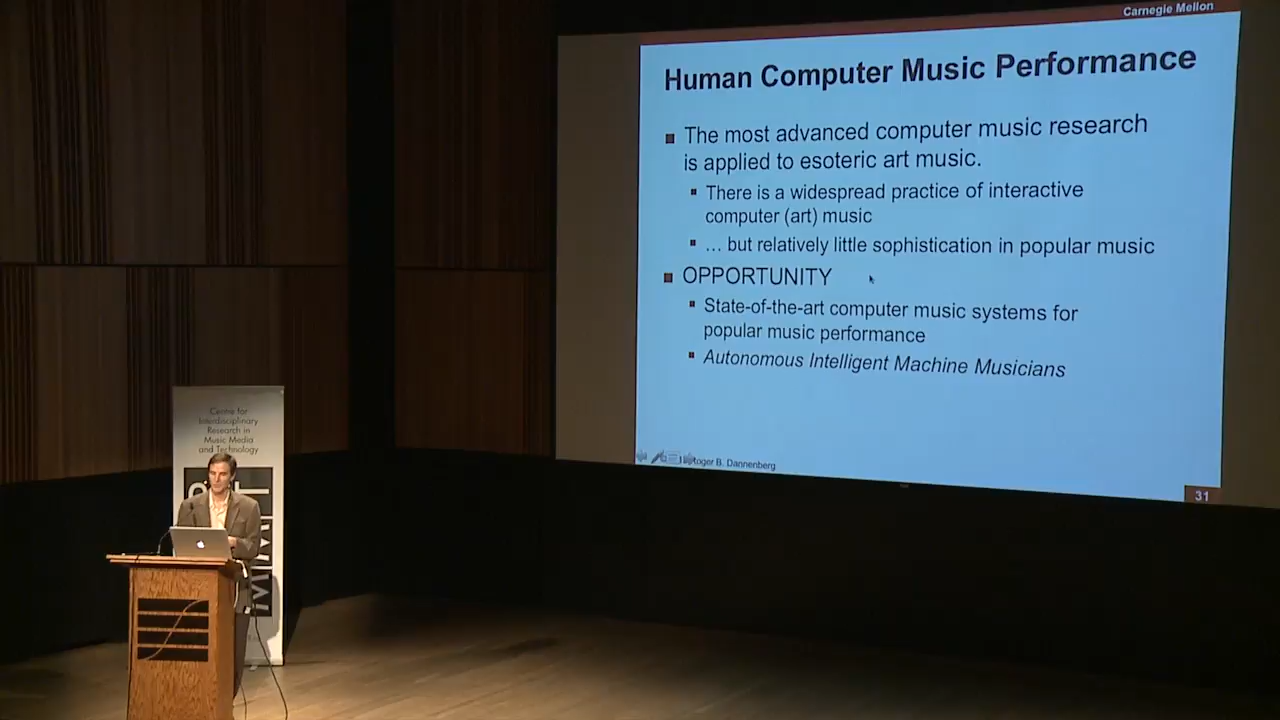 Carnegie Mellon
Human Computer Music Performance
The most advanced computer music research
is applied to esoteric art music.
There is a widespread practice of interactive
computer (art) music
… but relatively little sophistication in popular music
OPPORTUNITY
State-of-the-art computer music systems for
popular music performance
Autonomous Intelligent Machine Musicians
Roger B. Dannenberg
31
Centre for
Interdisciplinary
Research in
Music Media
and Technology